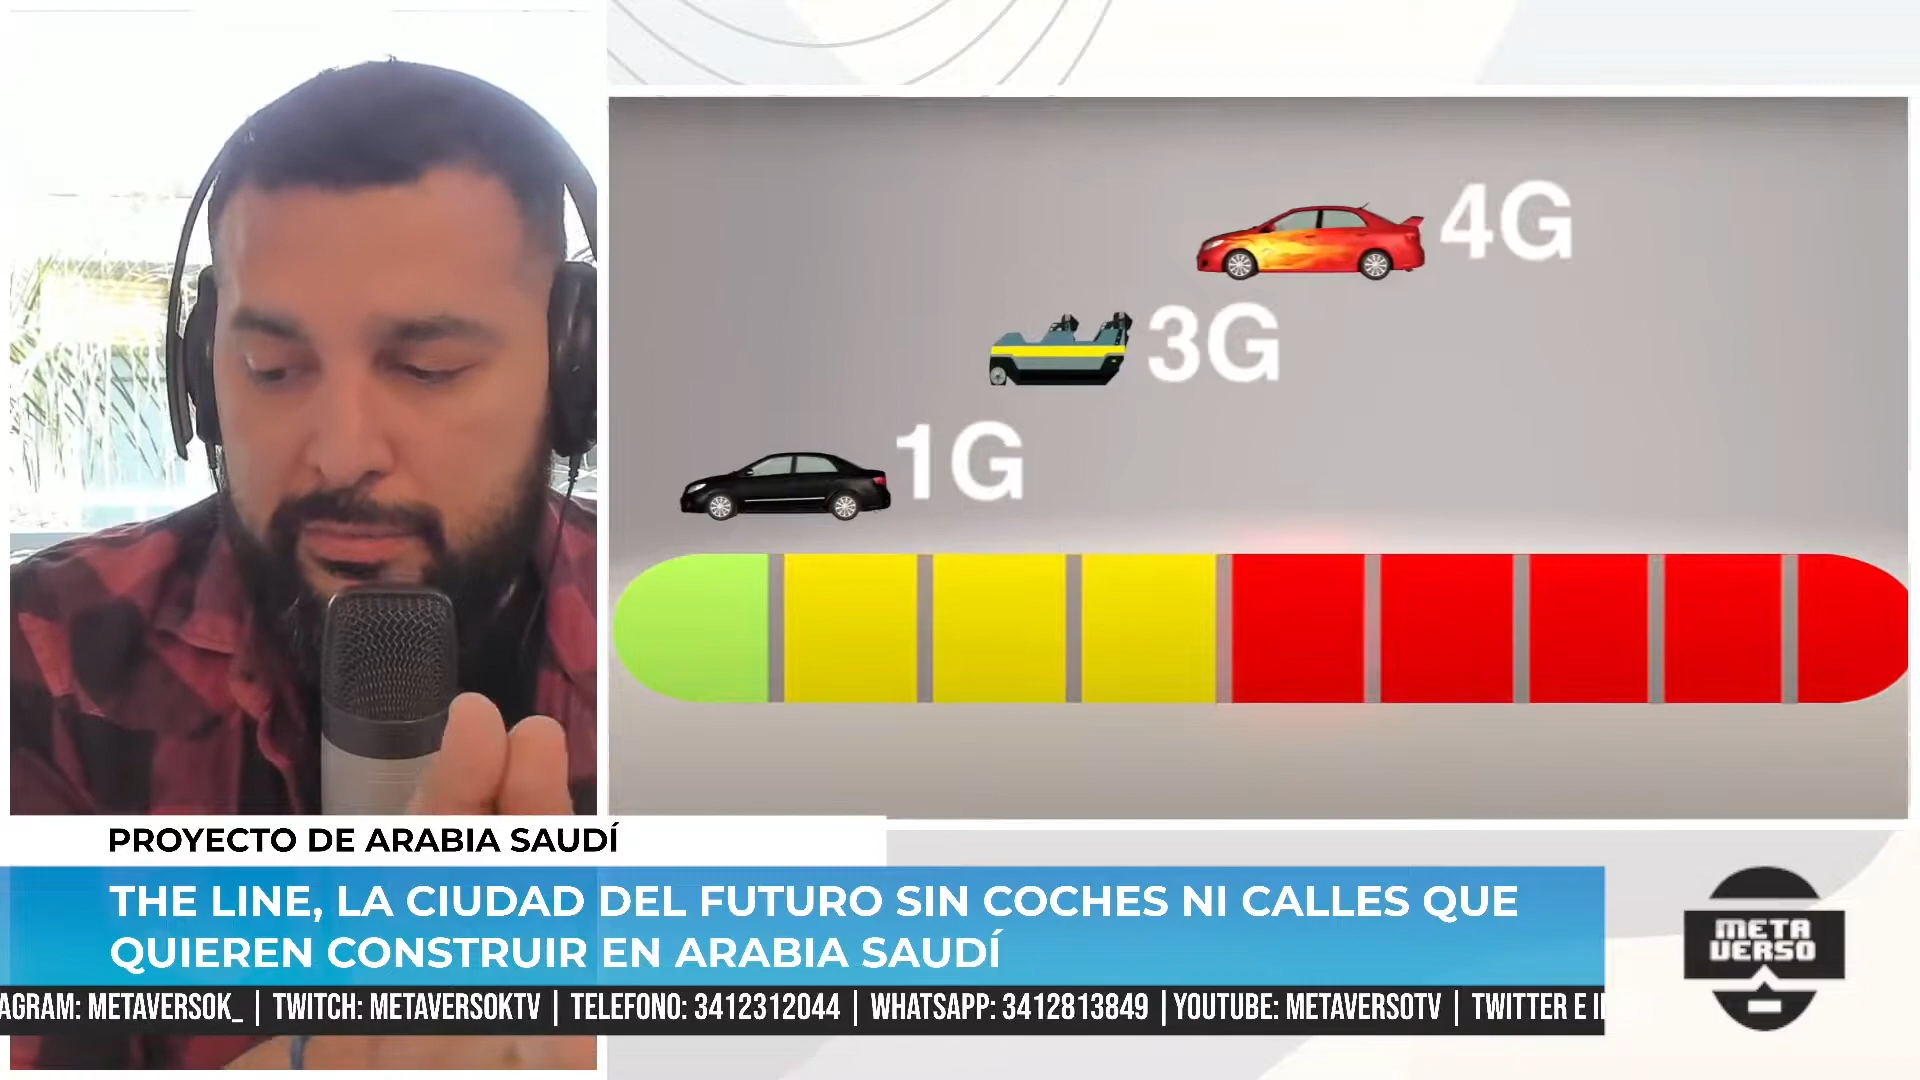 4G
3G
1G
PROYECTO DE ARABIA SAUDÍ
THE LINE, LA CIUDAD DEL FUTURO SIN COCHES NI CALLES QUE
QUIEREN CONSTRUIR EN ARABIA SAUDÍ
META
VERSO
AGRAM: METAVERSOK_ | TWITCH: METAVERSOKTV | TELEFONO: 3412312044 | WHATSAPP: 3412813849 | YOUTUBE: METAVERSOTV | TWITTER E I